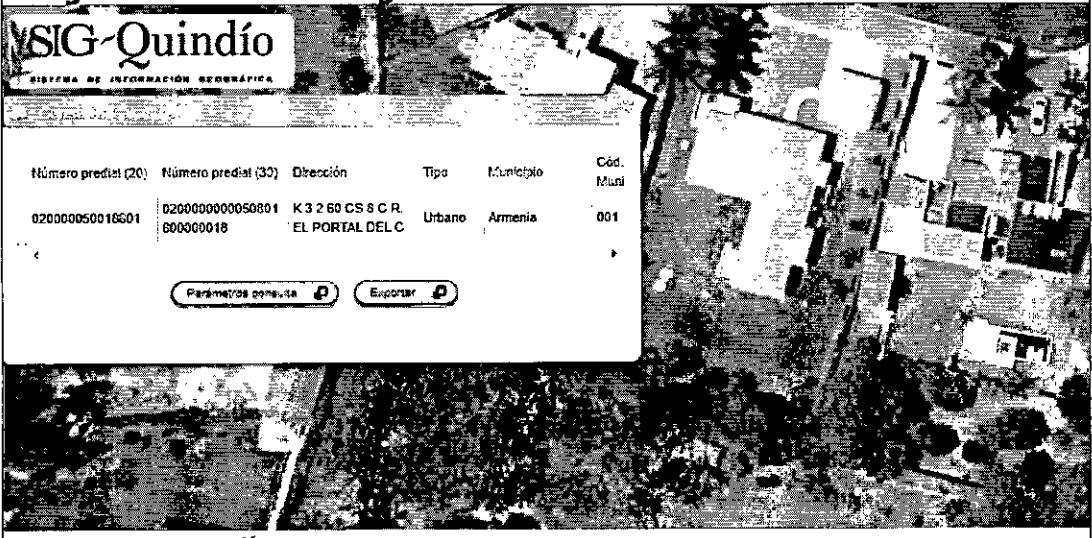 SIG-Quindío
SISTEMA DE INFORMACIÓN GEOGRÁFICA
Número predial (20) Número predial (30) Dirección Tipo Municipio Cód. Muni
020000050018601 0200000000050801 K 3 2 60 CS 8 C R. Urbano Armenia 001
600000018 EL PORTAL DEL C
Parámetros consulta Exportar